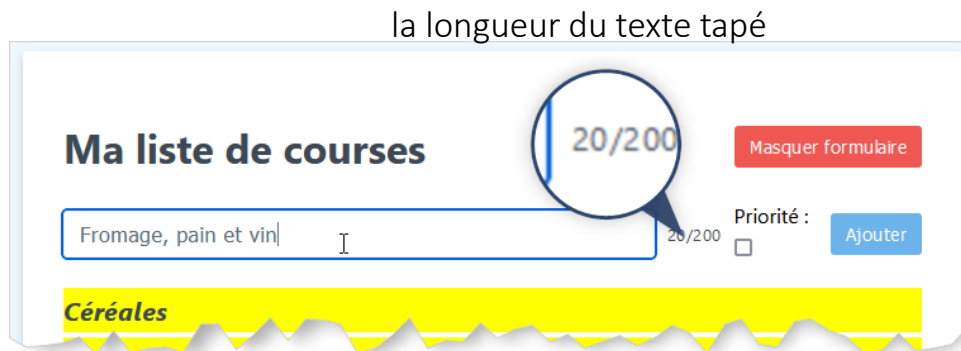 la longueur du texte tapé
20/200
Ma liste de courses
Masquer formulaire
Priorité :
Fromage, pain et vin
20/200
Ajouter
Céréales